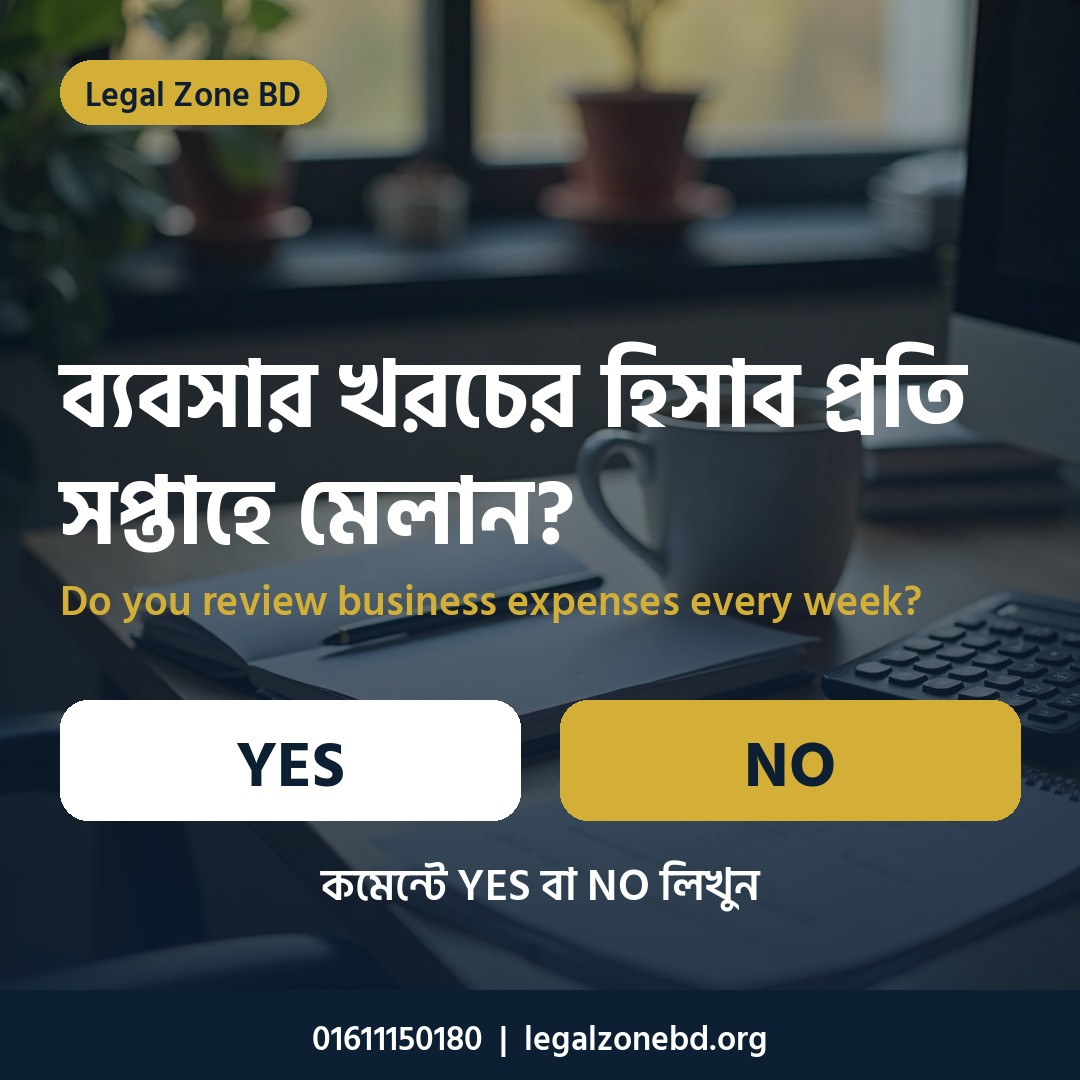 Legal Zone BD
ব্যবসার খরচের হিসাব প্রতি
সপ্তাহে মেলান?
Do you review business expenses every week?
YES
NO
কমেন্টে YES বা NO লিখুন
01611150180 | legalzonebd.org